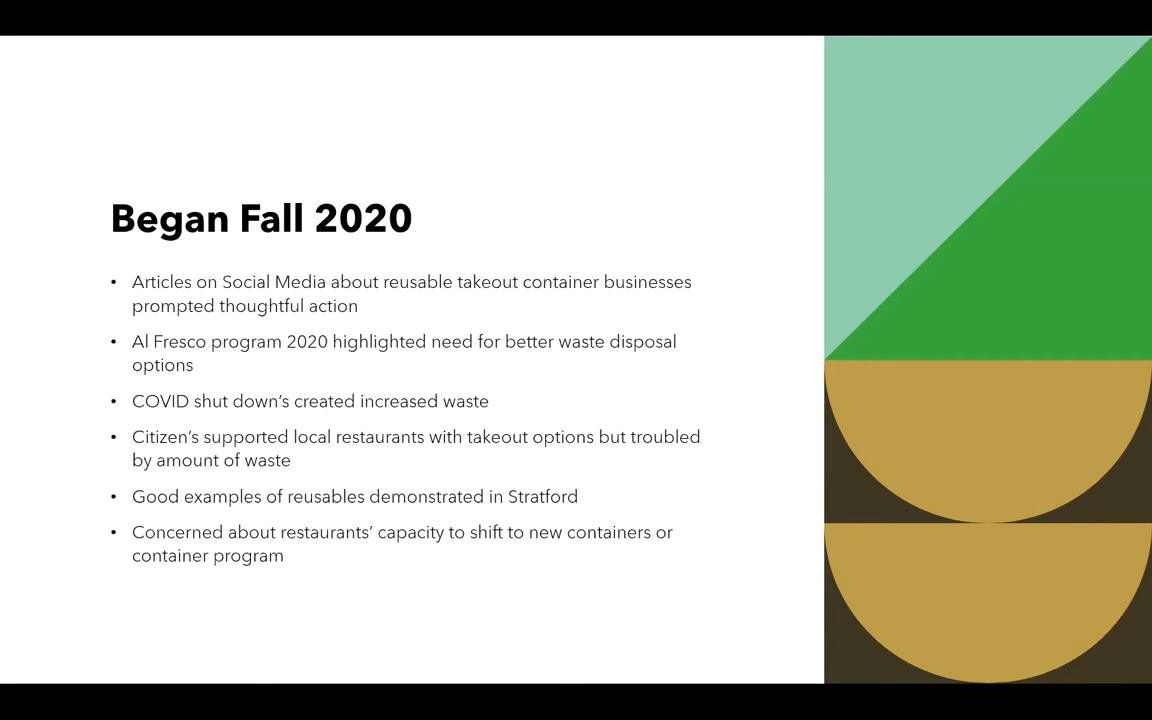 Began Fall 2020
• Articles on Social Media about reusable takeout container businesses
prompted thoughtful action
• Al Fresco program 2020 highlighted need for better waste disposal
options
• COVID shut down’s created increased waste
• Citizen’s supported local restaurants with takeout options but troubled
by amount of waste
• Good examples of reusables demonstrated in Stratford
• Concerned about restaurants’ capacity to shift to new containers or
container program